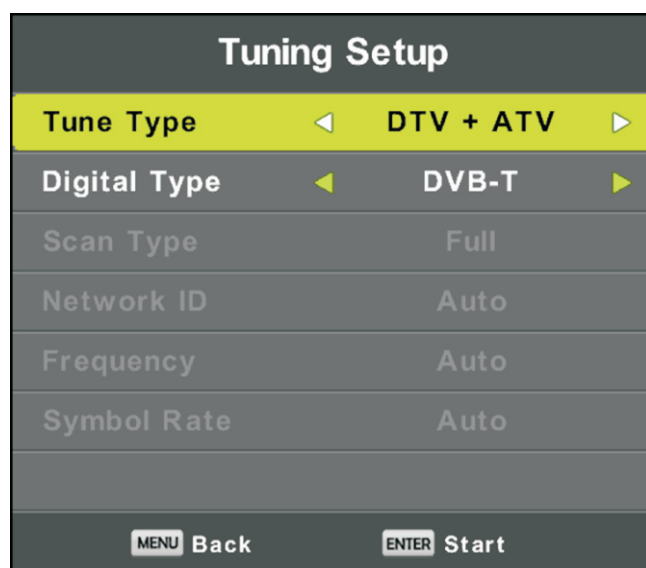 Tuning Setup
Tune Type DTV + ATV
Digital Type DVB-T
Scan Type Full
Network ID Auto
Frequency Auto
Symbol Rate Auto
MENU Back ENTER Start